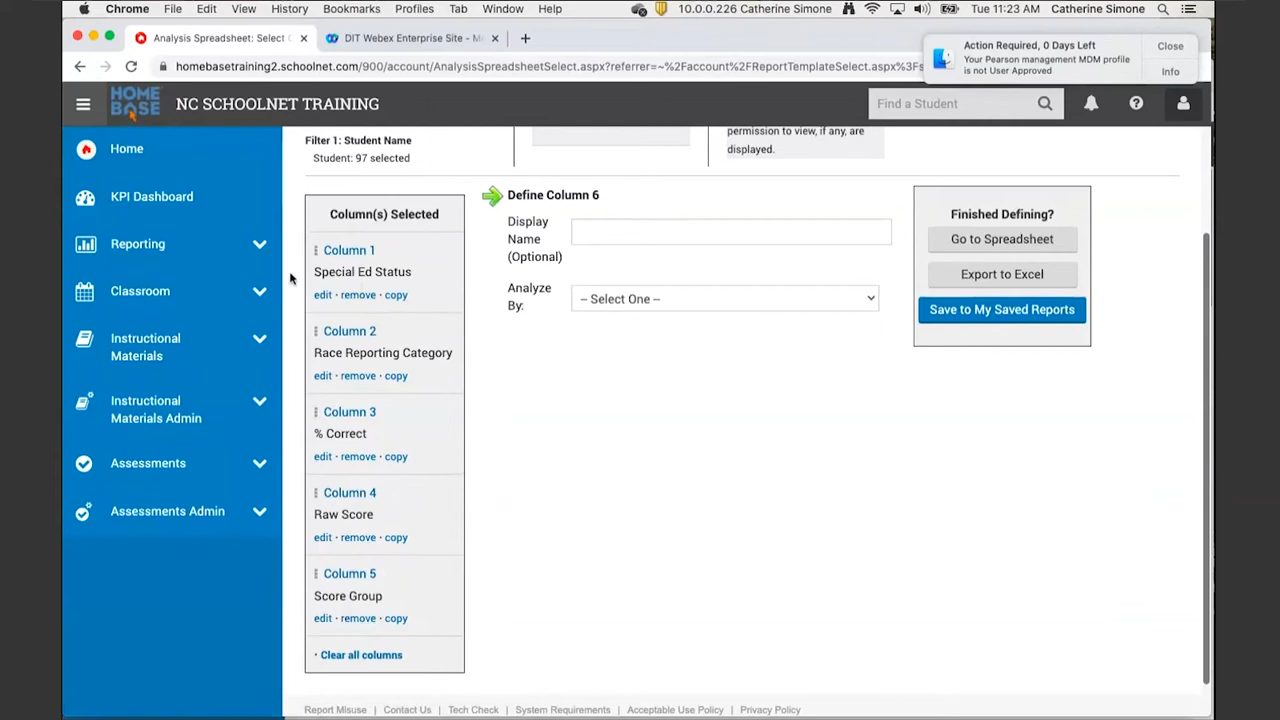 Chrome File Edit View History Bookmarks Profiles Tab Window Help 10.0.0.226 Catherine Simone Tue 11:23 AM Catherine Simone
Analysis Spreadsheet: Select C
DIT Webex Enterprise Site - M
homebasetraining2.schoolnet.com/900/account/AnalysisSpreadsheetSelect.aspx?referrer=~%2Faccount%2FReportTemplateSelect.aspx%3Fs
Action Required, 0 Days Left
Your Pearson management MDM profile
is not User Approved
Close
Info
HOME
BASE
NC SCHOOLNET TRAINING
Find a Student
Home
KPI Dashboard
Reporting
Classroom
Instructional
Materials
Instructional
Materials Admin
Assessments
Assessments Admin
Filter 1: Student Name
Student: 97 selected
permission to view, if any, are
displayed.
Column(s) Selected
Column 1
Special Ed Status
edit · remove · copy
Column 2
Race Reporting Category
edit · remove · copy
Column 3
% Correct
edit · remove · copy
Column 4
Raw Score
edit · remove · copy
Column 5
Score Group
edit · remove · copy
· Clear all columns
Define Column 6
Display
Name
(Optional)
Analyze
By:
-- Select One --
Finished Defining?
Go to Spreadsheet
Export to Excel
Save to My Saved Reports
Report Misuse | Contact Us | Tech Check | System Requirements | Acceptable Use Policy | Privacy Policy